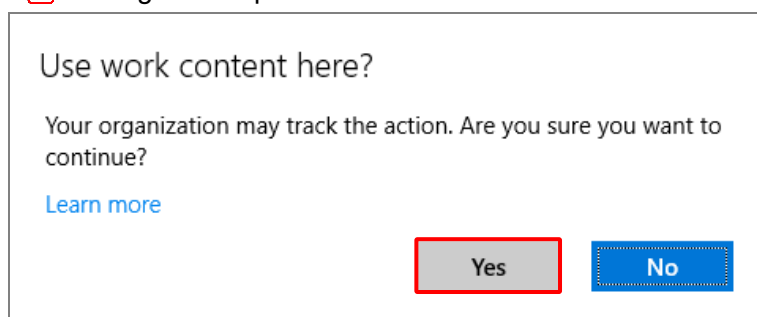 Use work content here?
Your organization may track the action. Are you sure you want to
continue?
Learn more
Yes No